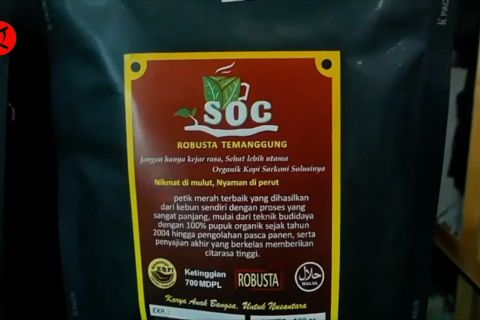 SOC
ROBUSTA TEMANGGUNG
Jangan hanya kejar rasa, Sehat lebih utama
Organik Kopi Sarkoni Solusinya
Nikmat di mulut, Nyaman di perut
petik merah terbaik yang dihasilkan
dari kebun sendiri dengan proses yang
sangat panjang, mulai dari teknik budidaya
dengan 100% pupuk organik sejak tahun
2004 hingga pengolahan pasca panen, serta
penyajian akhir yang berkelas memberikan
citarasa tinggi.
KOPI
Ketinggian
700 MDPL
ROBUSTA
حلال
HALAL
Karya Anak Bangsa, Untuk Nusantara
EXP. :